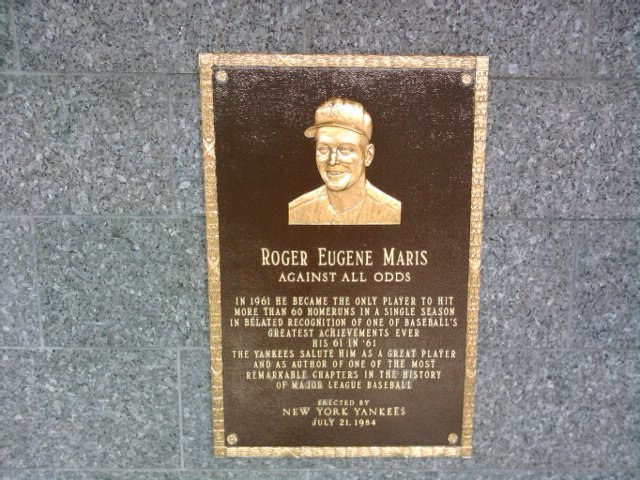 ROGER EUGENE MARIS
AGAINST ALL ODDS
IN 1961 HE BECAME THE ONLY PLAYER TO HIT
MORE THAN 60 HOMERUNS IN A SINGLE SEASON
IN BELATED RECOGNITION OF ONE OF BASEBALL'S
GREATEST ACHIEVEMENTS EVER
HIS 61 IN '61
THE YANKEES SALUTE HIM AS A GREAT PLAYER
AND AS AUTHOR OF ONE OF THE MOST
REMARKABLE CHAPTERS IN THE HISTORY
OF MAJOR LEAGUE BASEBALL
ERECTED BY
NEW YORK YANKEES
JULY 21, 1984